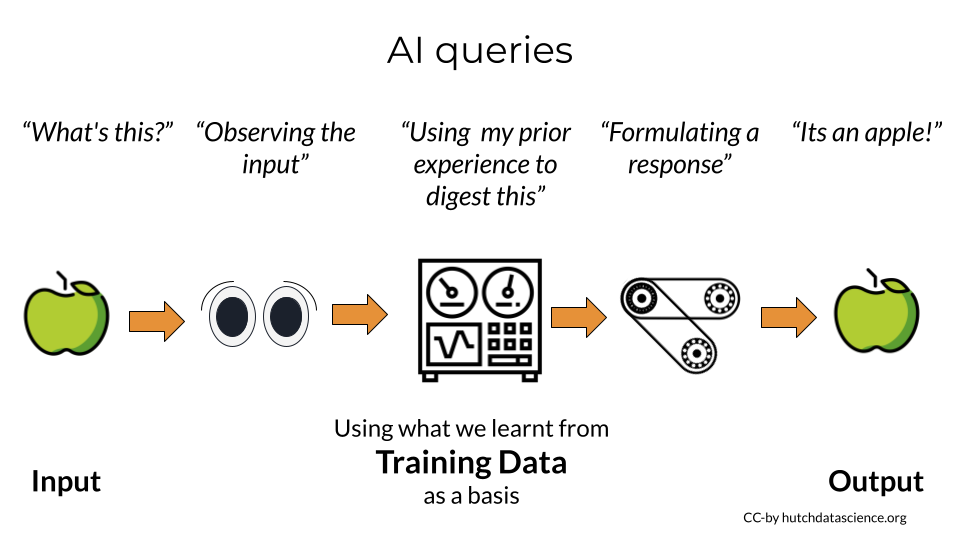 AI queries
“What's this?”
“Observing the
input”
“Using  my prior
experience to
digest this”
“Formulating a
response”
“Its an apple!”
Using what we learnt from
Training Data
as a basis
Input
Output
CC-by hutchdatascience.org